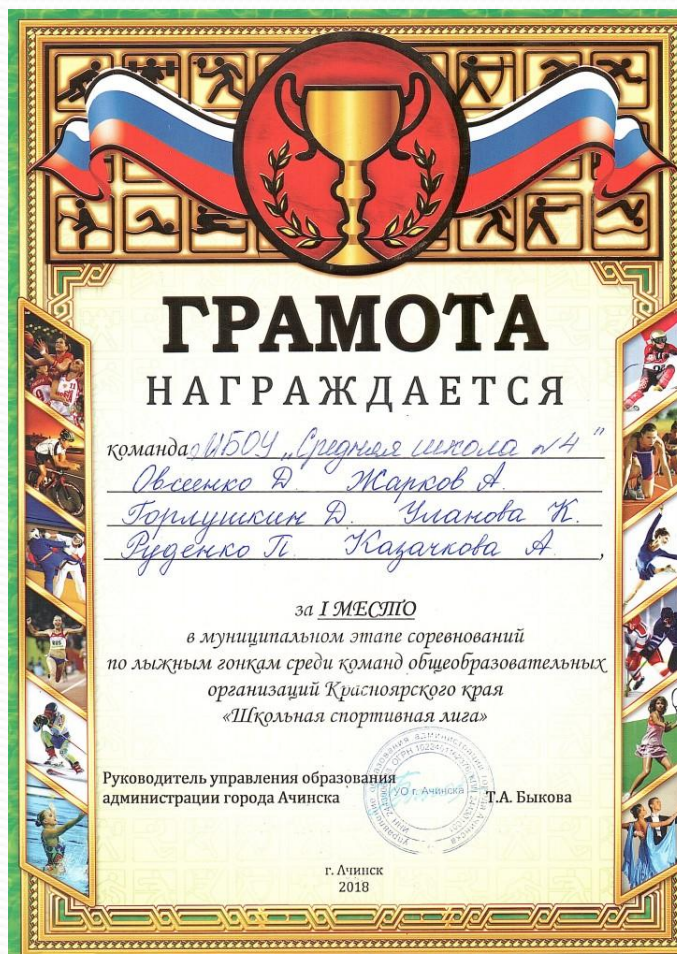 ГРАМОТА
НАГРАЖДАЕТСЯ
команда МБОУ „Средняя школа №4"
Овсиенко Д. Жарков А.
Горлушкин Д. Уланова К.
Руденко П. Казачкова А.,
за I МЕСТО
в муниципальном этапе соревнований
по лыжным гонкам среди команд общеобразовательных
организаций Красноярского края
«Школьная спортивная лига»
Руководитель управления образования
администрации города Ачинска Т.А. Быкова
УО г. Ачинска
г. Ачинск
2018